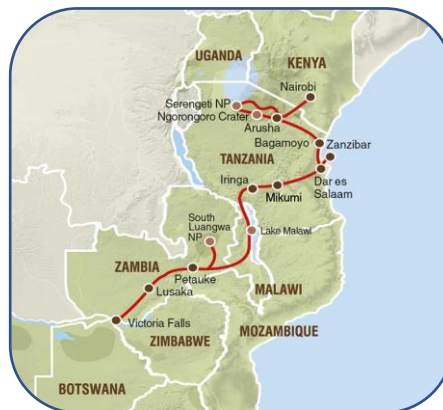 UGANDA
KENYA
Nairobi
Serengeti NP
Ngorongoro Crater
Arusha
Bagamoyo
Zanzibar
TANZANIA
Dar es
Salaam
Iringa
Mikumi
South
Luangwa
NP
Lake Malawi
ZAMBIA
Petauke
Lusaka
MALAWI
Victoria Falls
MOZAMBIQUE
ZIMBABWE
BOTSWANA